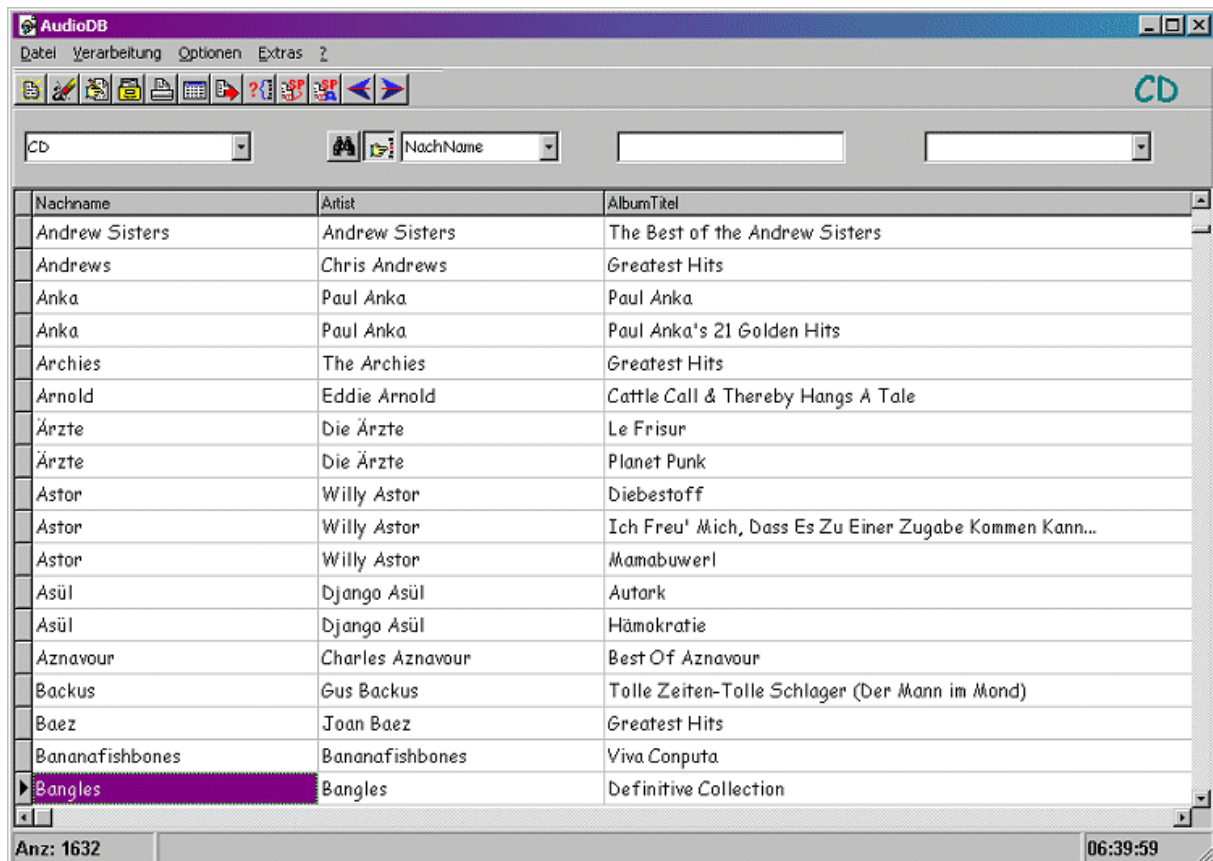 AudioDB
Datei Verarbeitung Optionen Extras ?
CD
CD NachName
Nachname Artist AlbumTitel
Andrew Sisters Andrew Sisters The Best of the Andrew Sisters
Andrews Chris Andrews Greatest Hits
Anka Paul Anka Paul Anka
Anka Paul Anka Paul Anka's 21 Golden Hits
Archies The Archies Greatest Hits
Arnold Eddie Arnold Cattle Call & Thereby Hangs A Tale
Ärzte Die Ärzte Le Frisur
Ärzte Die Ärzte Planet Punk
Astor Willy Astor Diebestoff
Astor Willy Astor Ich Freu' Mich, Dass Es Zu Einer Zugabe Kommen Kann...
Astor Willy Astor Mamabuwerl
Asül Django Asül Autark
Asül Django Asül Hämokratie
Aznavour Charles Aznavour Best Of Aznavour
Backus Gus Backus Tolle Zeiten-Tolle Schlager (Der Mann im Mond)
Baez Joan Baez Greatest Hits
Bananafishbones Bananafishbones Viva Conputa
Bangles Bangles Definitive Collection
Anz: 1632 06:39:59